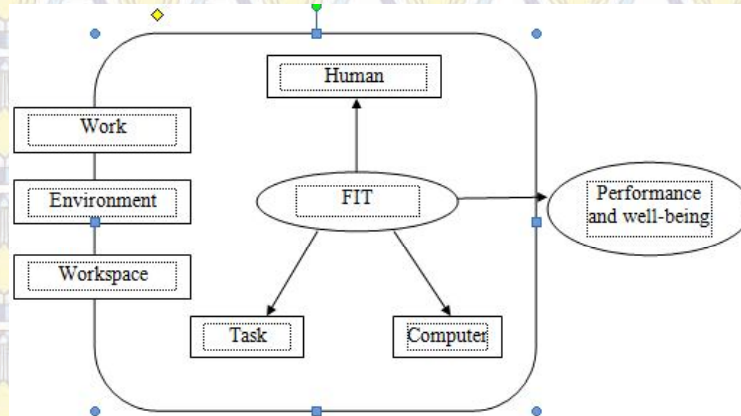 Human
Work
Environment
FIT
Performance
and well-being
Workspace
Task
Computer